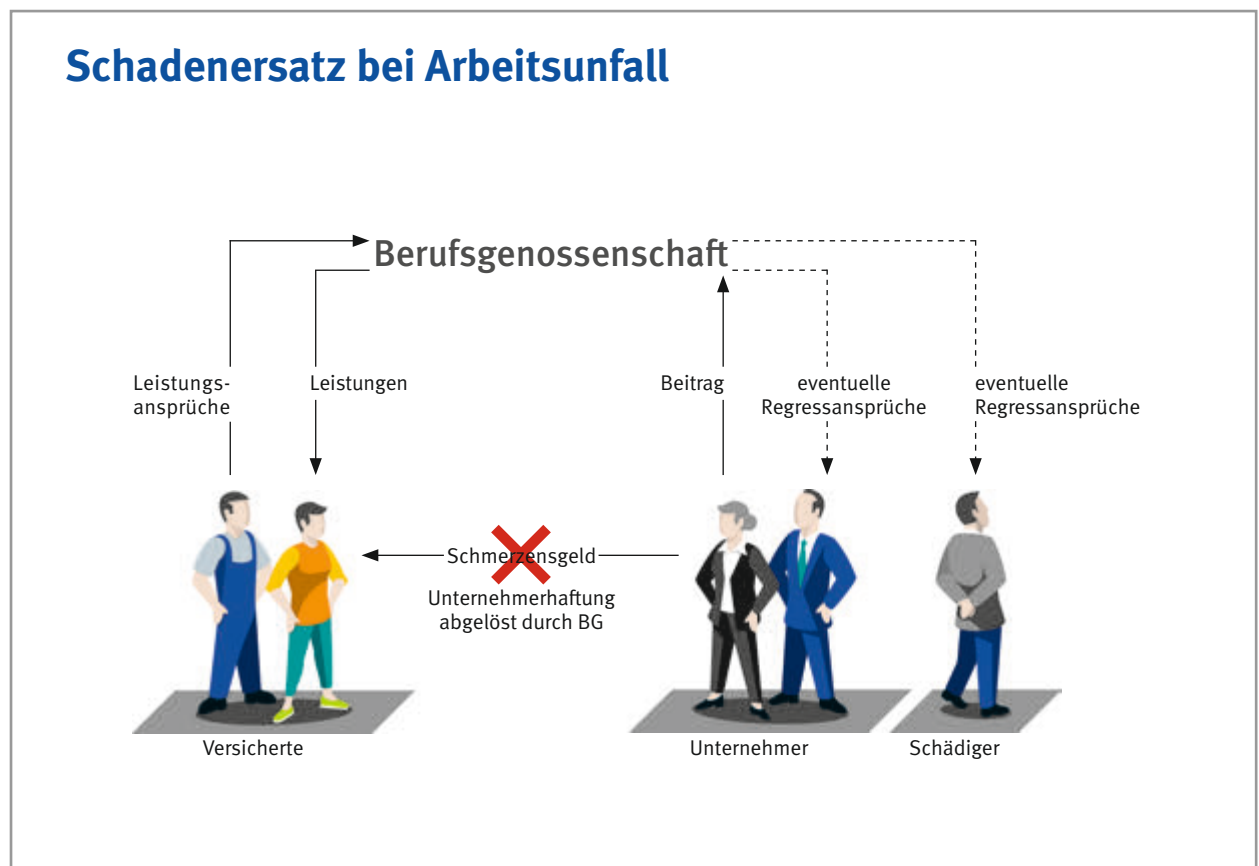 Schadenersatz bei Arbeitsunfall
Berufsgenossenschaft
Leistungs-
ansprüche
Leistungen
Beitrag
eventuelle
Regressansprüche
eventuelle
Regressansprüche
Schmerzensgeld
Unternehmerhaftung
abgelöst durch BG
Versicherte
Unternehmer
Schädiger